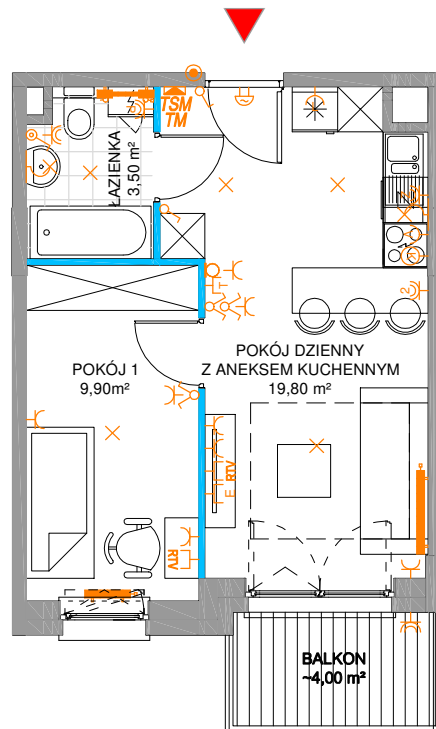 TSM
TM
ŁAZIENKA
3,50 m²
POKÓJ 1
9,90m²
POKÓJ DZIENNY
Z ANEKSEM KUCHENNYM
19,80 m²
2
E RTV
RTV
BALKON
~4,00 m²